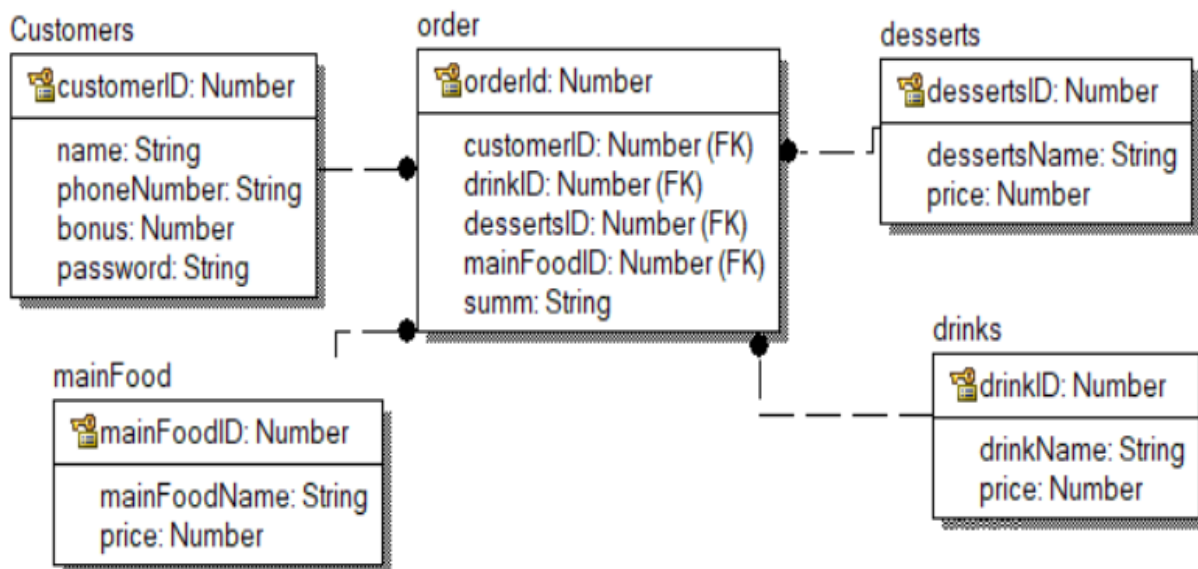 Customers
customerID: Number
name: String
phoneNumber: String
bonus: Number
password: String
order
orderId: Number
customerID: Number (FK)
drinkID: Number (FK)
dessertsID: Number (FK)
mainFoodID: Number (FK)
summ: String
desserts
dessertsID: Number
dessertsName: String
price: Number
mainFood
mainFoodID: Number
mainFoodName: String
price: Number
drinks
drinkID: Number
drinkName: String
price: Number